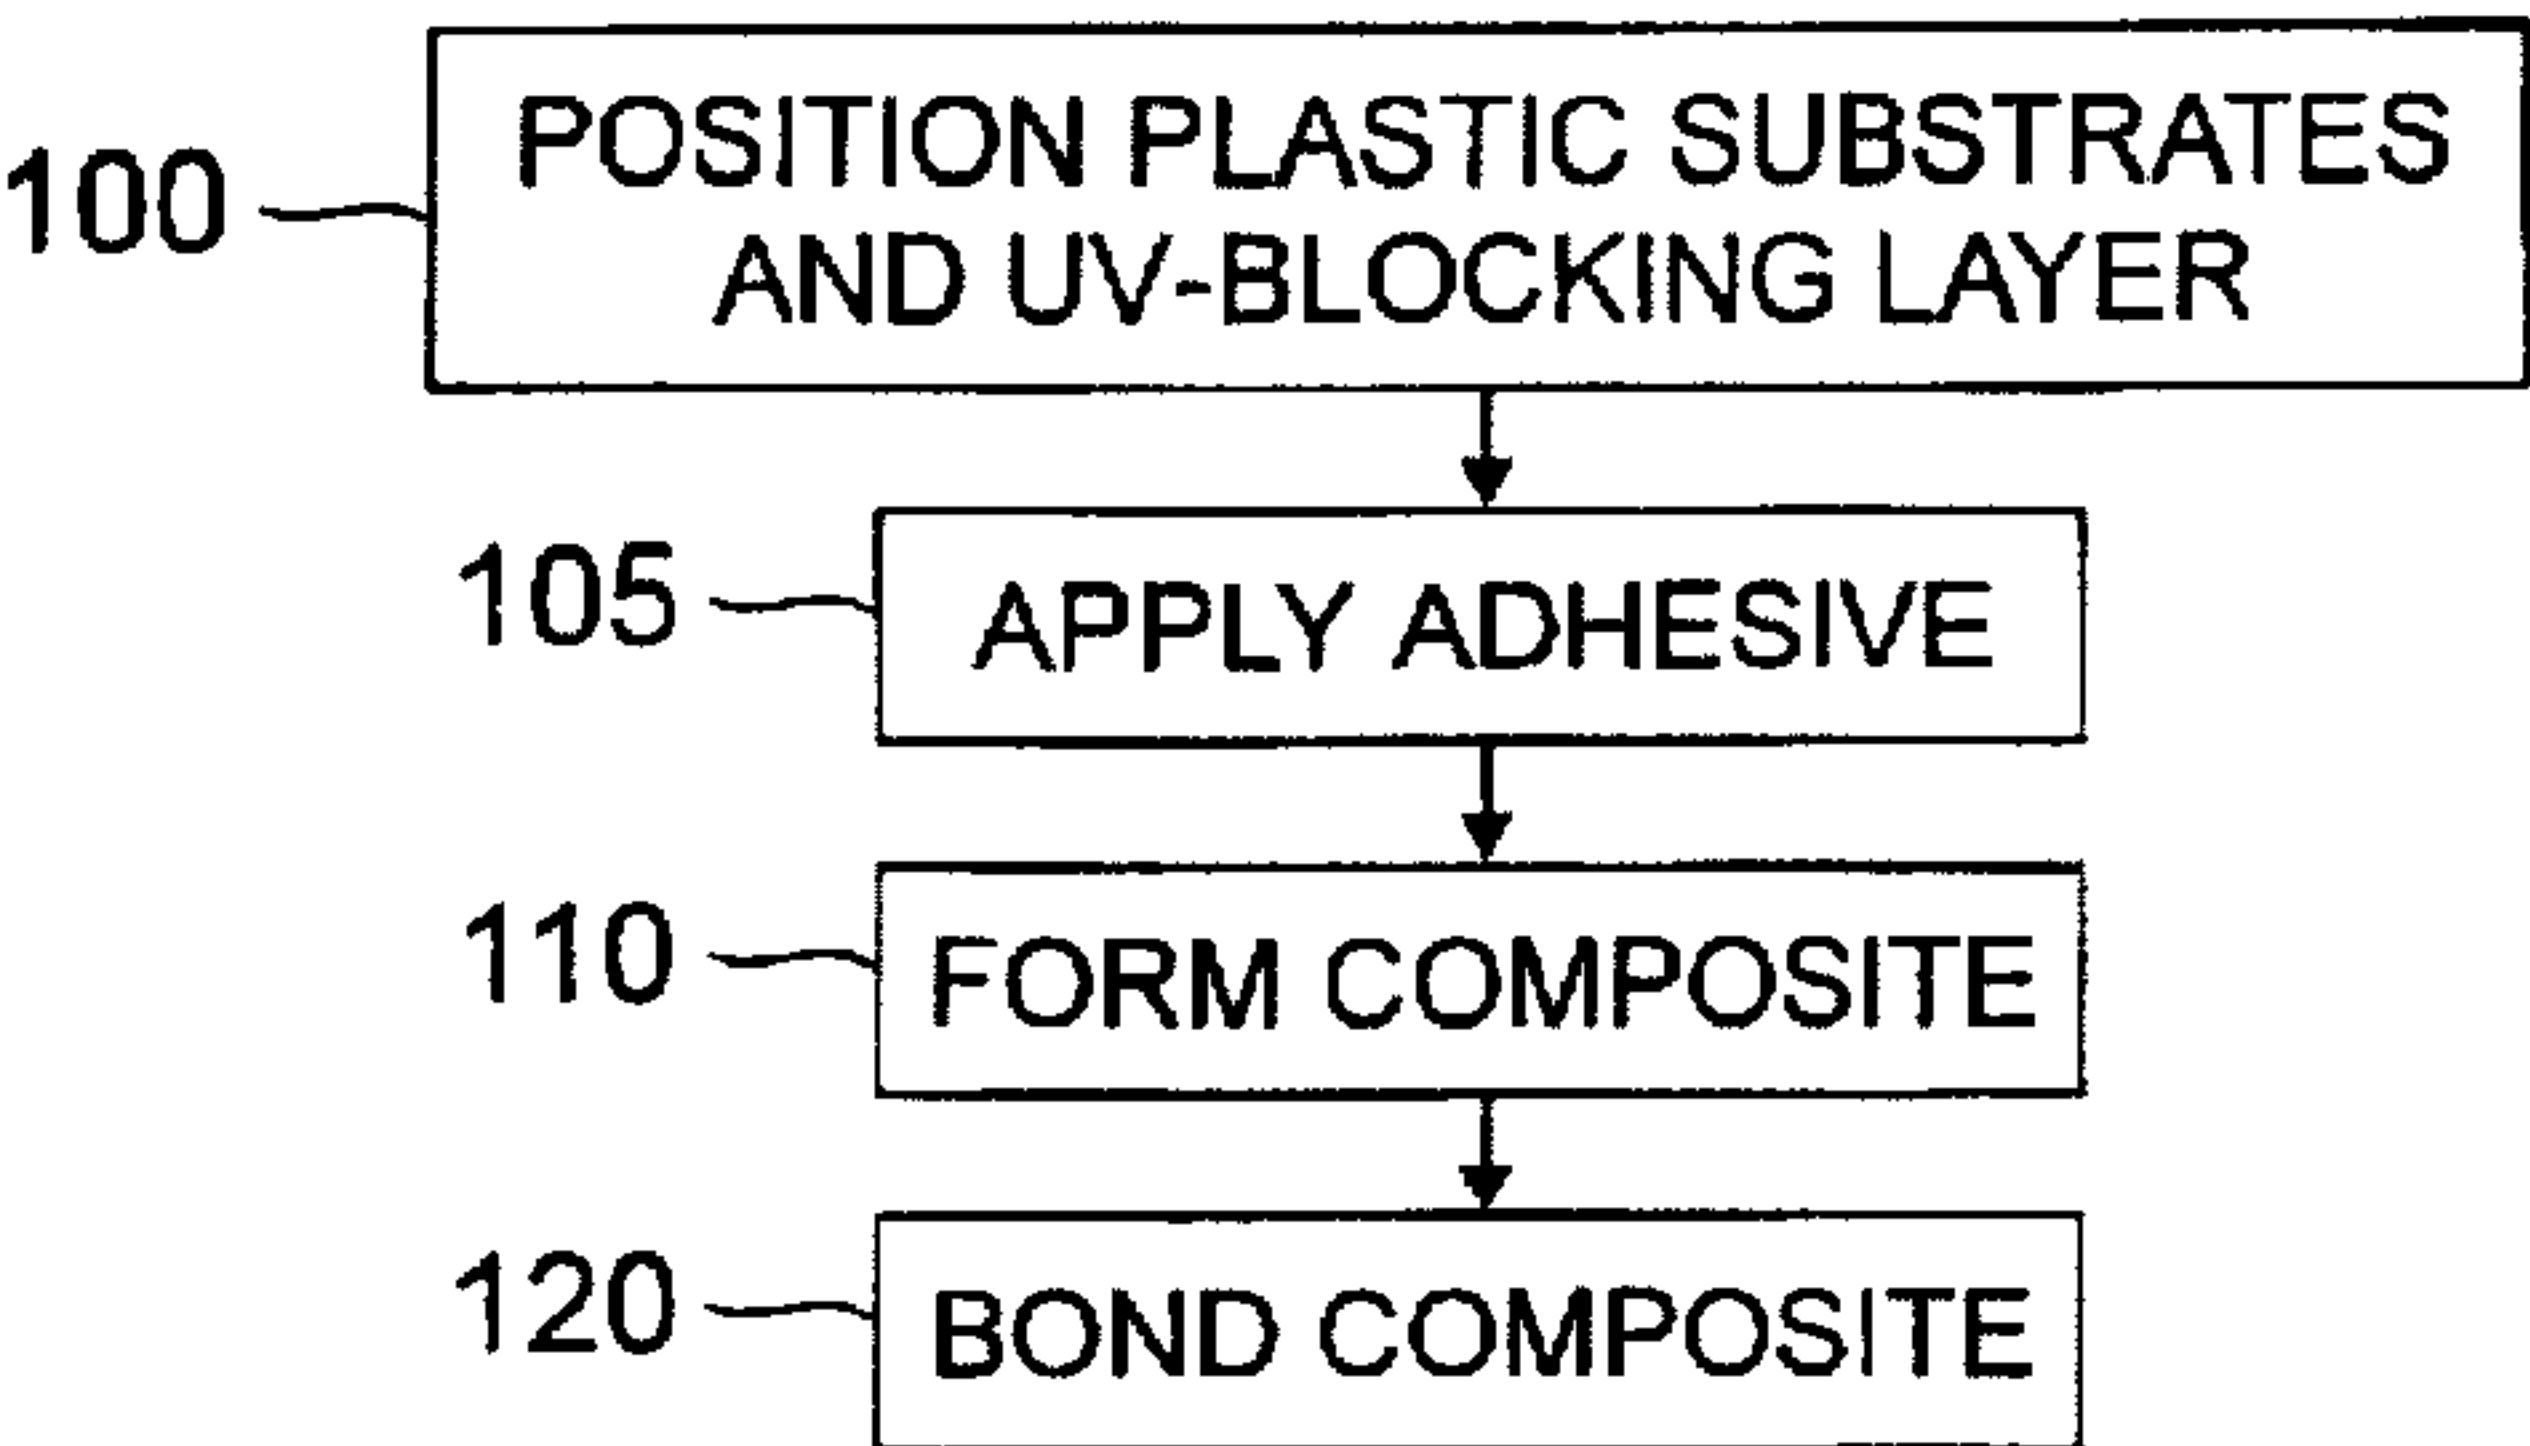 100
POSITION PLASTIC SUBSTRATES
AND UV-BLOCKING LAYER
105
APPLY ADHESIVE
110
FORM COMPOSITE
120
BOND COMPOSITE